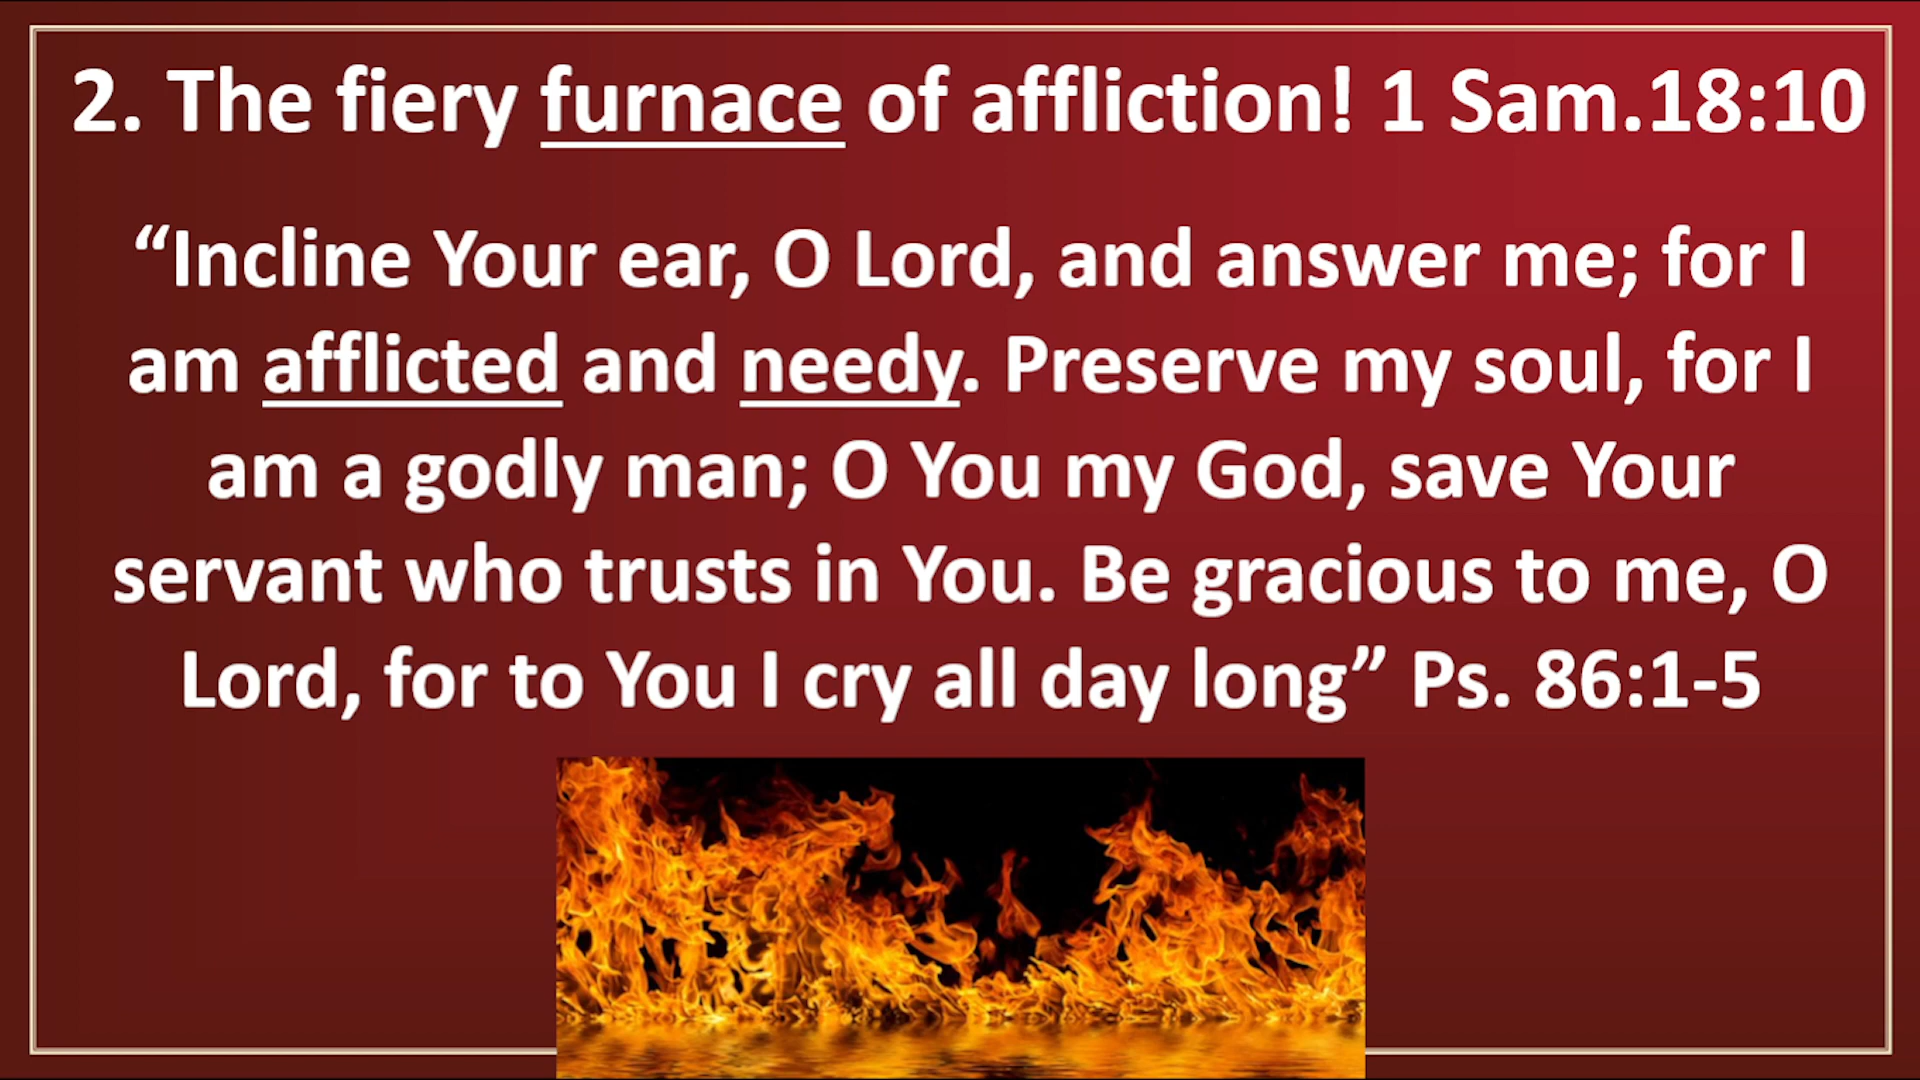 2. The fiery furnace of affliction! 1 Sam.18:10
“Incline Your ear, O Lord, and answer me; for I
am afflicted and needy. Preserve my soul, for I
am a godly man; O You my God, save Your
servant who trusts in You. Be gracious to me, O
Lord, for to You I cry all day long” Ps. 86:1-5